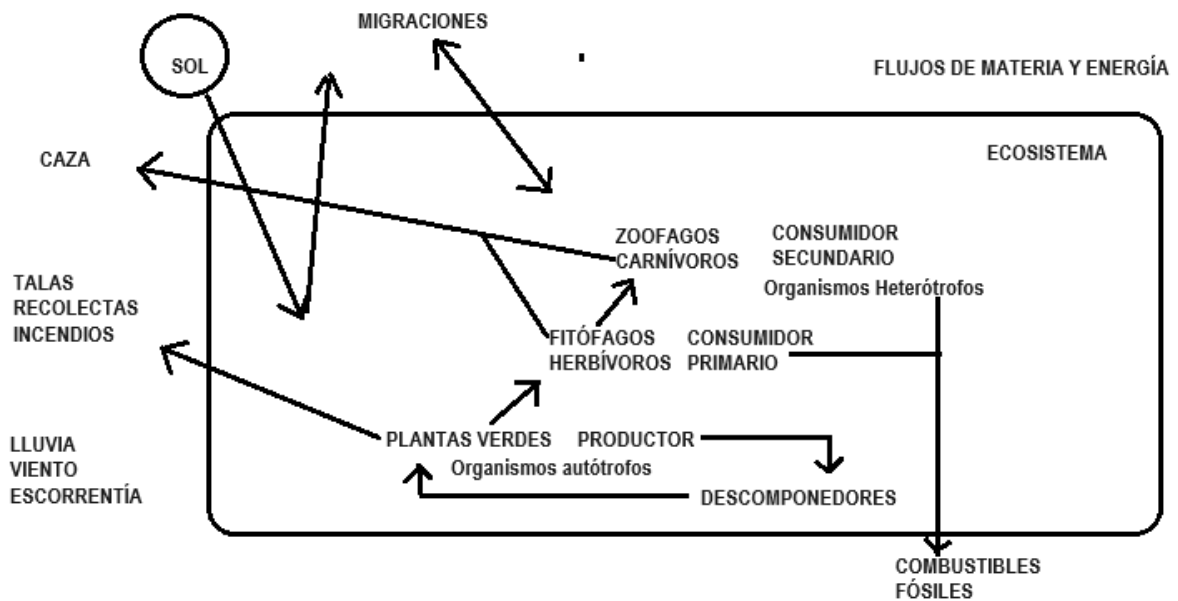 MIGRACIONES
SOL
FLUJOS DE MATERIA Y ENERGÍA
CAZA
ECOSISTEMA
ZOOFAGOS
CARNÍVOROS
CONSUMIDOR
SECUNDARIO
Organismos Heterótrofos
TALAS
RECOLECTAS
INCENDIOS
FITÓFAGOS
HERBÍVOROS
CONSUMIDOR
PRIMARIO
PLANTAS VERDES
PRODUCTOR
Organismos autótrofos
LLUVIA
VIENTO
ESCORRENTÍA
DESCOMPONEDORES
COMBUSTIBLES
FÓSILES